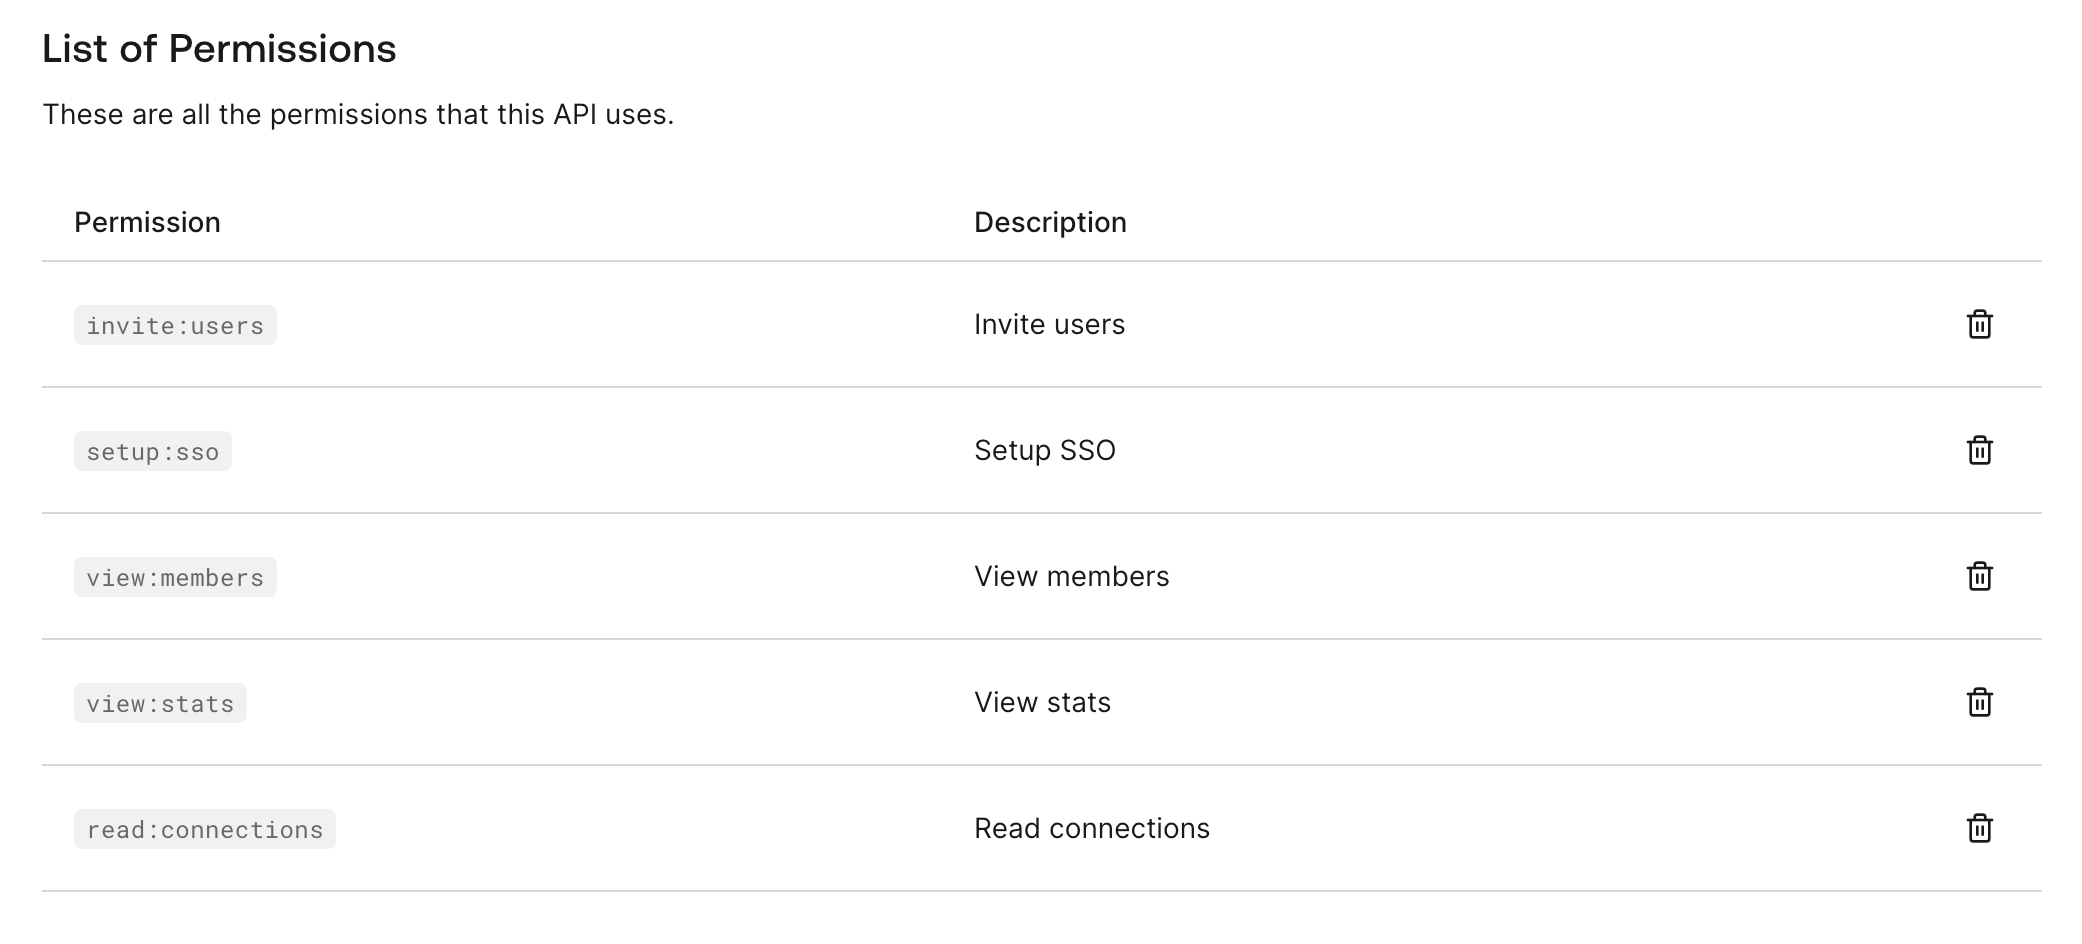 List of Permissions
These are all the permissions that this API uses.
Permission Description
invite:users Invite users
setup:sso Setup SSO
view:members View members
view:stats View stats
read:connections Read connections